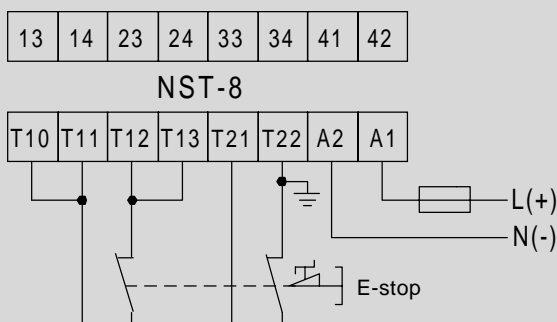 13 14 23 24 33 34 41 42
NST-8
T10 T11 T12 T13 T21 T22 A2 A1
L(+)
N(-)
E-stop